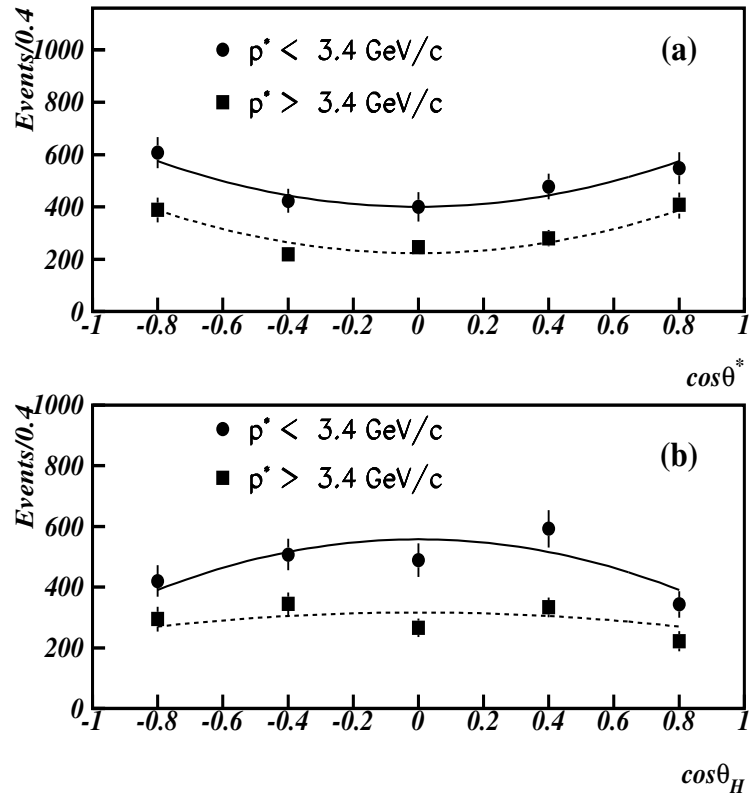 Events/0.4
1000
800
600
400
200
0
● p* < 3.4 GeV/c
■ p* > 3.4 GeV/c
(a)
-1 -0.8 -0.6 -0.4 -0.2 0 0.2 0.4 0.6 0.8 1
cosθ*
Events/0.4
1000
800
600
400
200
0
● p* < 3.4 GeV/c
■ p* > 3.4 GeV/c
(b)
-1 -0.8 -0.6 -0.4 -0.2 0 0.2 0.4 0.6 0.8 1
cosθ_H